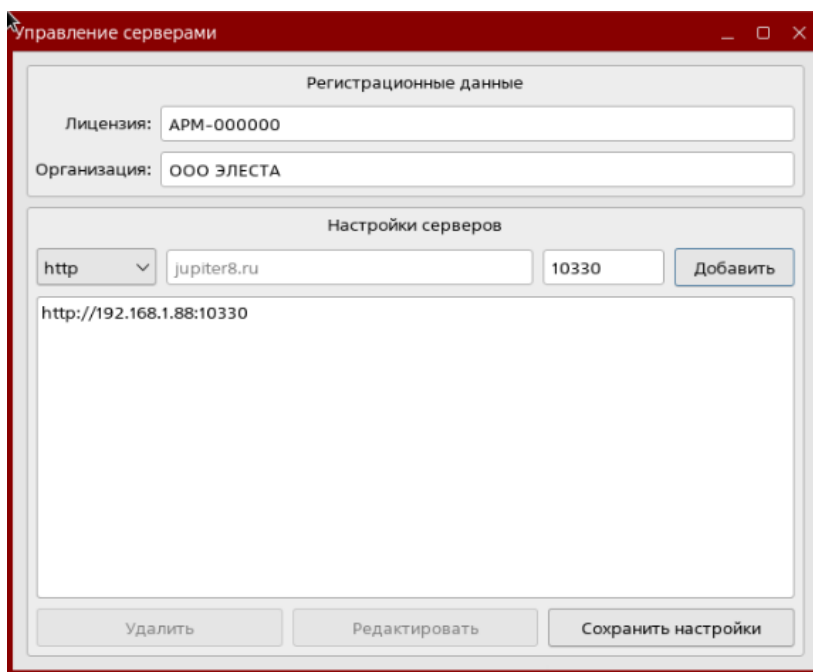 Управление серверами
Регистрационные данные
Лицензия: АРМ-000000
Организация: ООО ЭЛЕСТА
Настройки серверов
http jupiter8.ru 10330 Добавить
http://192.168.1.88:10330
Удалить Редактировать Сохранить настройки